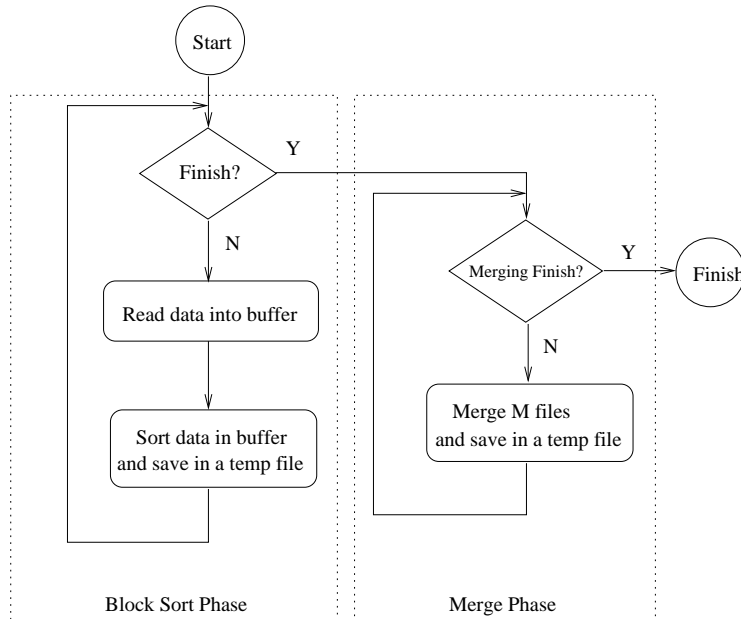 Start
Finish?
Y
N
Read data into buffer
Sort data in buffer
and save in a temp file
Block Sort Phase
Merging Finish?
Y
Finish
N
Merge M files
and save in a temp file
Merge Phase